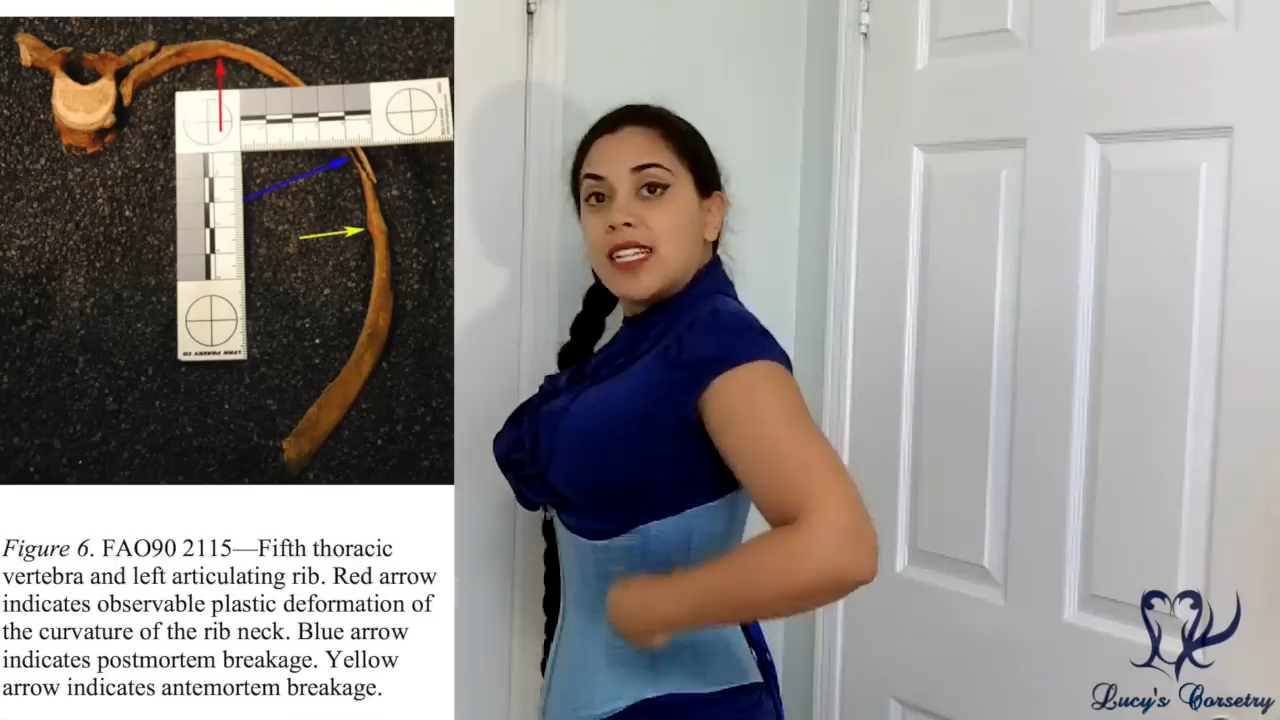 Figure 6. FAO90 2115—Fifth thoracic
vertebra and left articulating rib. Red arrow
indicates observable plastic deformation of
the curvature of the rib neck. Blue arrow
indicates postmortem breakage. Yellow
arrow indicates antemortem breakage.
Lucy's Corsetry